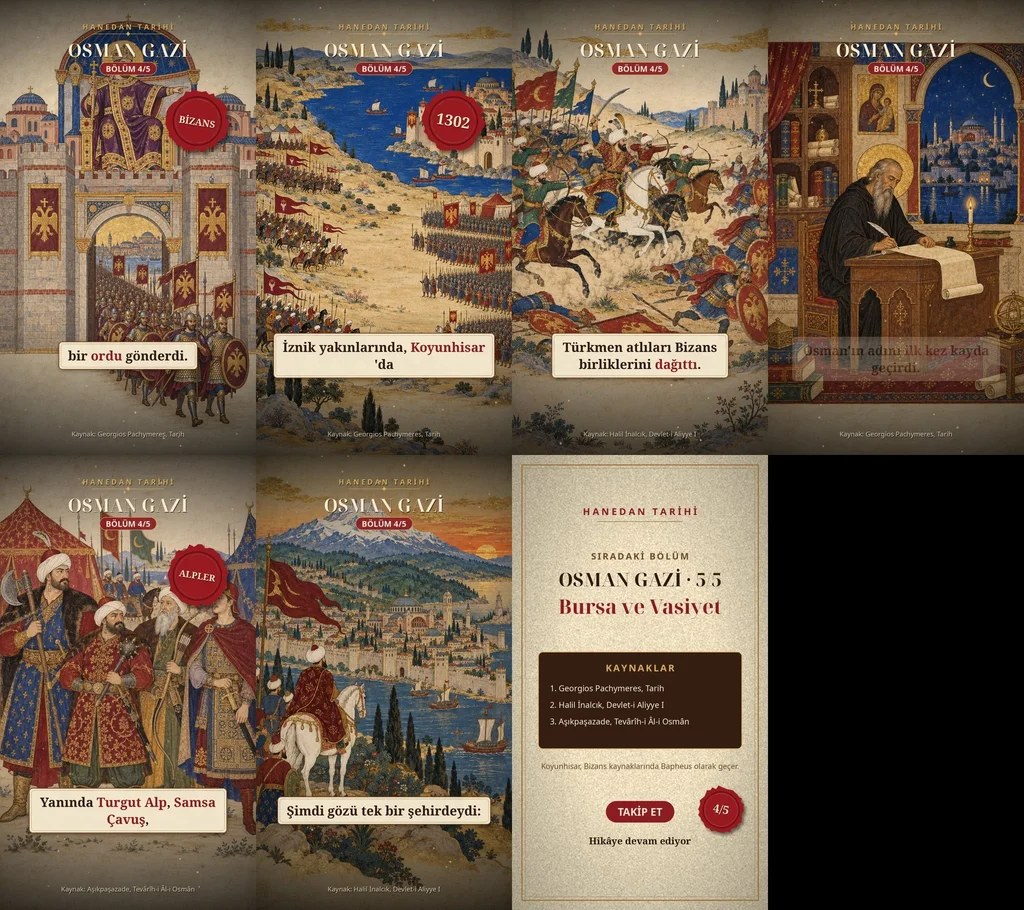 HANEDAN TARİHİ
OSMAN GAZİ
BÖLÜM 4/5
BİZANS
bir ordu gönderdi.
Kaynak: Georgios Pachymeres, Tarih
HANEDAN TARİHİ
OSMAN GAZİ
BÖLÜM 4/5
1302
İznik yakınlarında, Koyunhisar
'da
Kaynak: Georgios Pachymeres, Tarih
HANEDAN TARİHİ
OSMAN GAZİ
BÖLÜM 4/5
Türkmen atlıları Bizans
birliklerini dağıttı.
Kaynak: Halil İnalcık, Devlet-i Aliyye I
HANEDAN TARİHİ
OSMAN GAZİ
BÖLÜM 4/5
Osman'ın adını ilk kez kayda
geçirdi.
Kaynak: Georgios Pachymeres, Tarih
HANEDAN TARİHİ
OSMAN GAZİ
BÖLÜM 4/5
ALPLER
Yanında Turgut Alp, Samsa
Çavuş,
Kaynak: Aşıkpaşazade, Tevârîh-i Âl-i Osmân
HANEDAN TARİHİ
OSMAN GAZİ
BÖLÜM 4/5
Şimdi gözü tek bir şehirdeydi:
Kaynak: Halil İnalcık, Devlet-i Aliyye I
HANEDAN TARİHİ
SIRADAKİ BÖLÜM
OSMAN GAZİ · 5/5
Bursa ve Vasiyet
KAYNAKLAR
1. Georgios Pachymeres, Tarih
2. Halil İnalcık, Devlet-i Aliyye I
3. Aşıkpaşazade, Tevârîh-i Âl-i Osmân
Koyunhisar, Bizans kaynaklarında Bapheus olarak geçer.
TAKİP ET
4/5
Hikâye devam ediyor